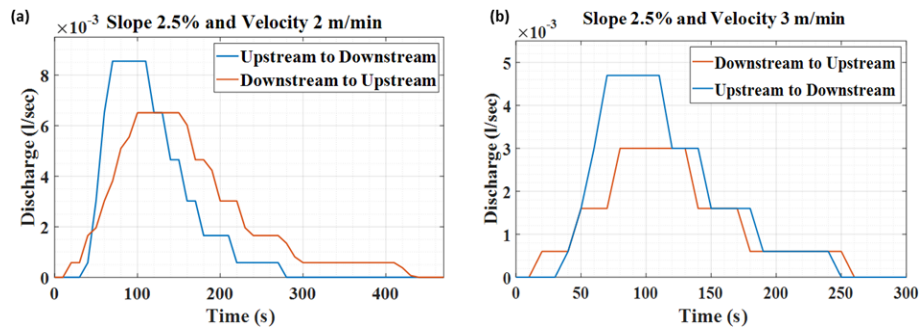 (a)
Slope 2.5% and Velocity 2 m/min
×10⁻³
Upstream to Downstream
Downstream to Upstream
Discharge (l/sec)
8
6
4
2
0
0 100 200 300 400
Time (s)
(b)
Slope 2.5% and Velocity 3 m/min
×10⁻³
Downstream to Upstream
Upstream to Downstream
Discharge (l/sec)
5
4
3
2
1
0
0 50 100 150 200 250 300
Time (s)